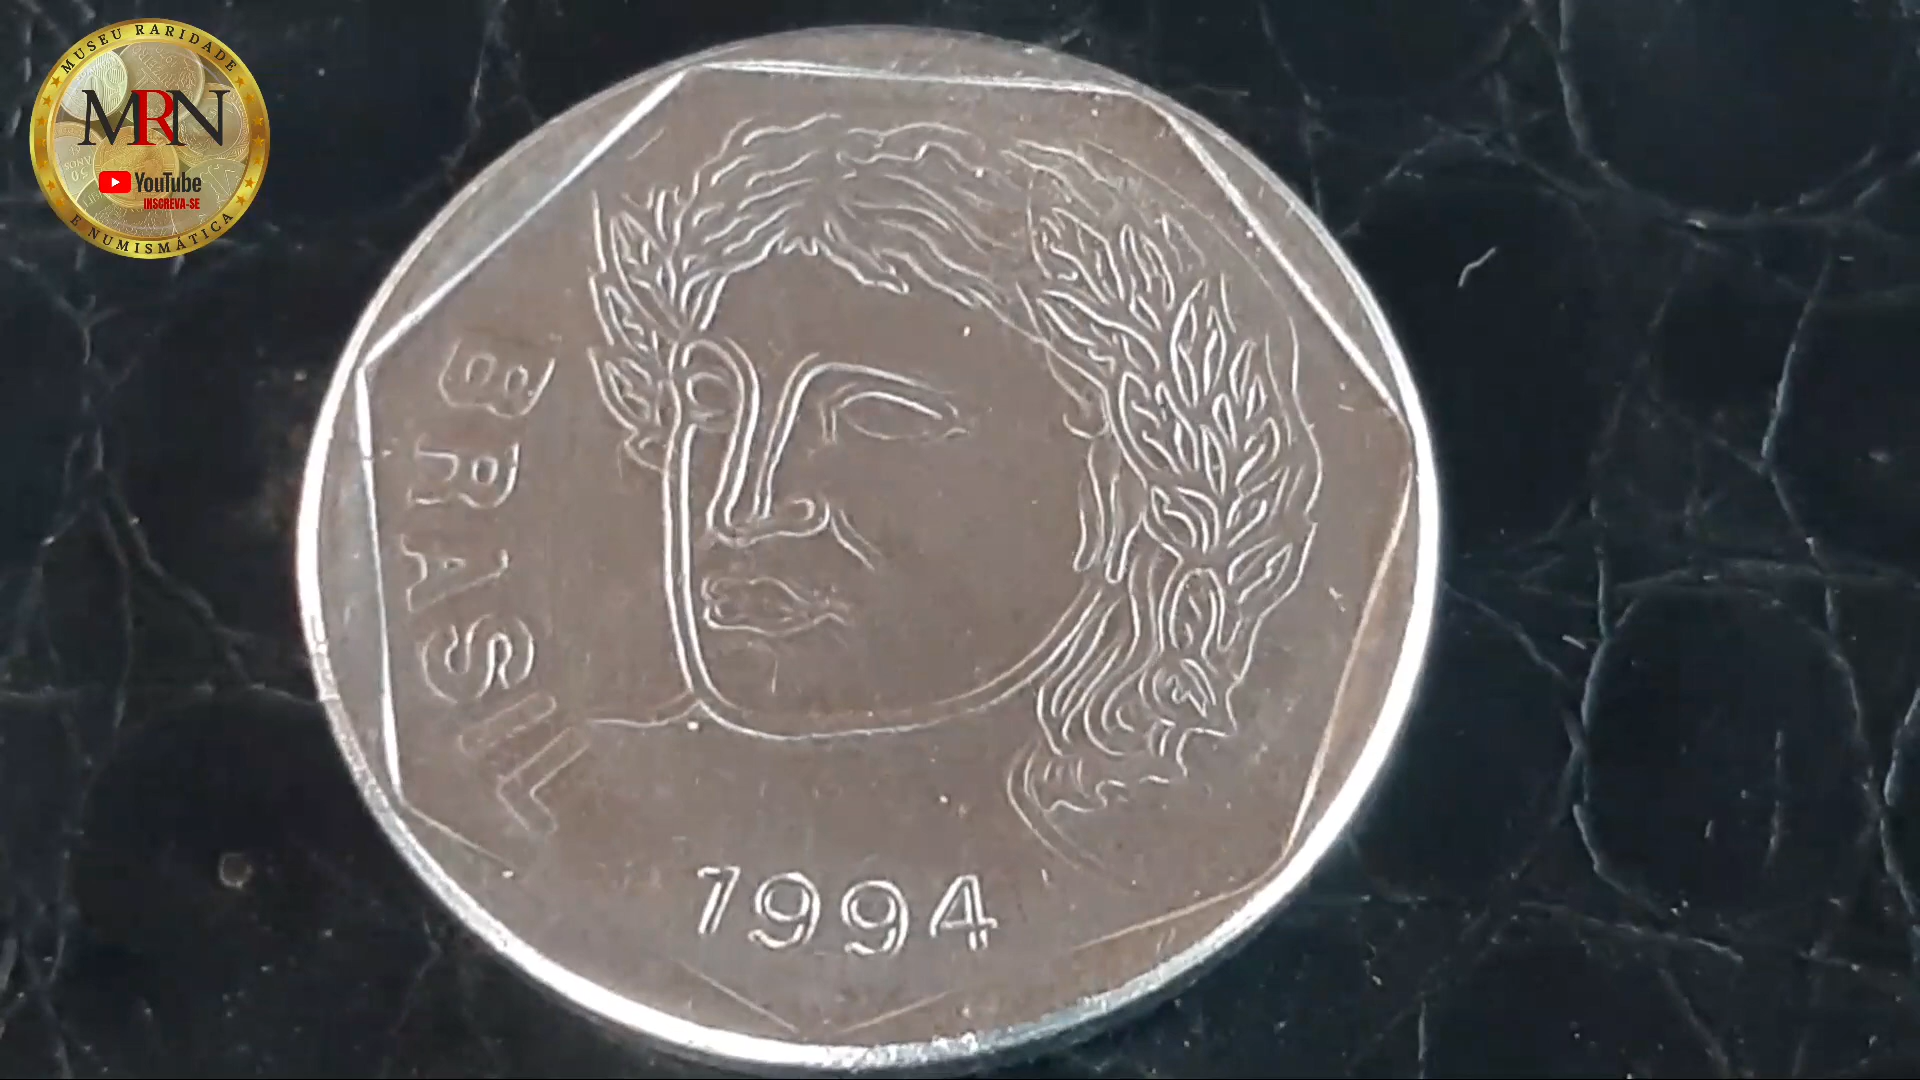 MUSEU RARIDADE
MRN
YouTube
INSCREVA-SE
E NUMISMÁTICA
BRASIL
1994